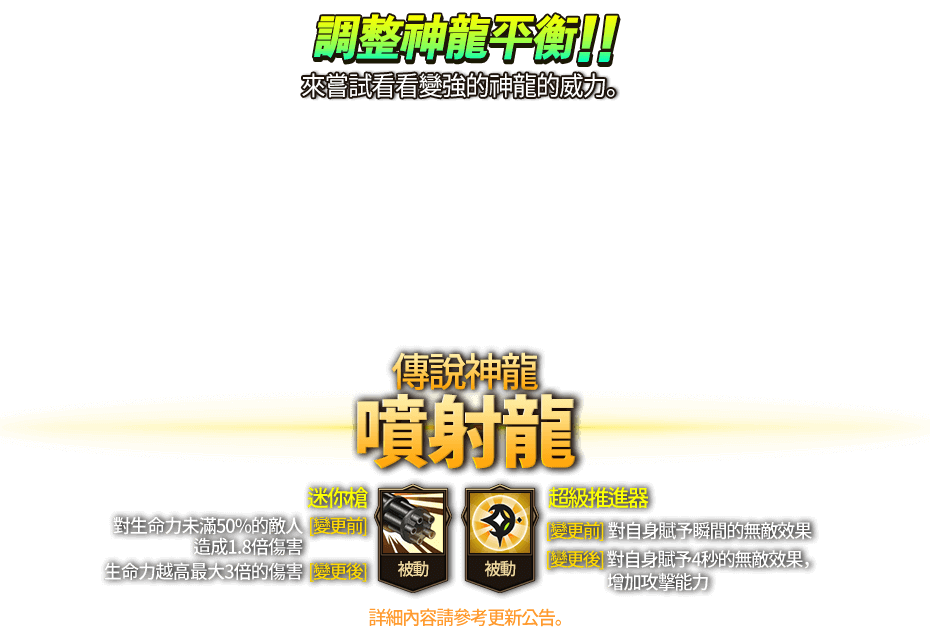 調整神龍平衡!!
來嘗試看看變強的神龍的威力。
傳說神龍
噴射龍
迷你槍
[變更前] 對生命力未滿50%的敵人
造成1.8倍傷害
[變更後] 生命力越高最大3倍的傷害
被動
被動
超級推進器
[變更前] 對自身賦予瞬間的無敵效果
[變更後] 對自身賦予4秒的無敵效果,
增加攻擊能力
詳細內容請參考更新公告。